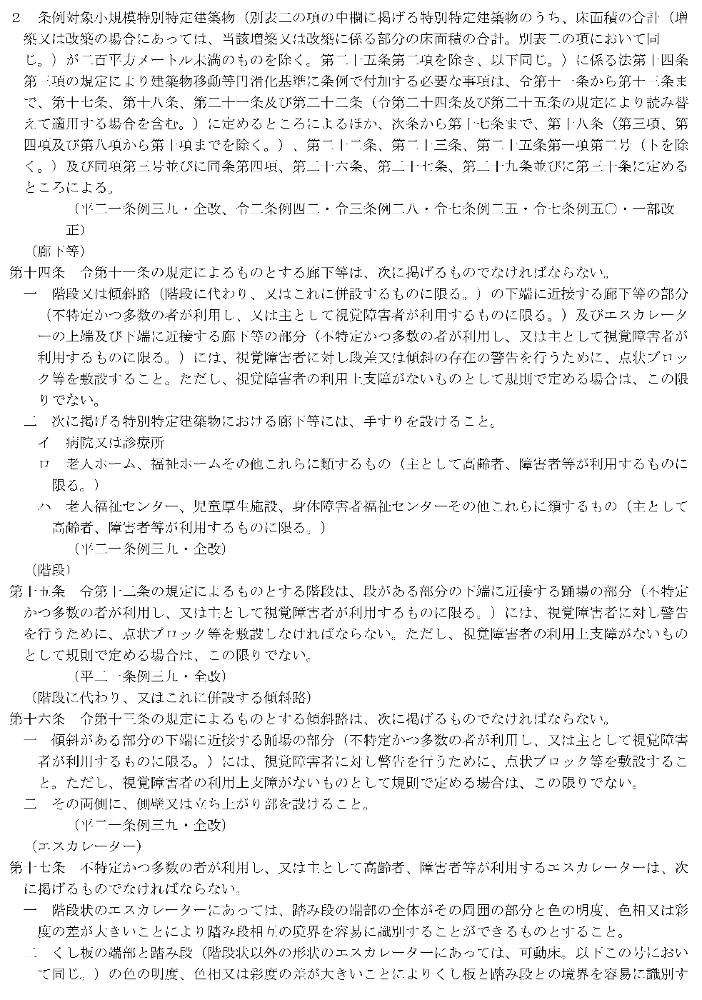 ２　条例対象小規模特別特定建築物（別表二の項の中欄に掲げる特別特定建築物のうち、床面積の合計（増
築又は改築の場合にあっては、当該増築又は改築に係る部分の床面積の合計。別表二の項において同
じ。）が二百平方メートル未満のものを除く。第二十五条第二項を除き、以下同じ。）に係る法第十四条
第三項の規定により建築物移動等円滑化基準に条例で付加する必要な事項は、令第十一条から第十三条ま
で、第十七条、第十八条、第二十一条及び第二十二条（令第二十四条及び第二十五条の規定により読み替
えて適用する場合を含む。）に定めるところによるほか、次条から第十七条まで、第十八条（第三項、第
四項及び第八項から第十項までを除く。）、第二十二条、第二十三条、第二十五条第一項第二号（トを除
く。）及び同項第三号並びに同条第四項、第二十六条、第二十七条、第二十九条並びに第三十条に定める
ところによる。
（平二一条例三九・全改、令二条例四二・令三条例二八・令七条例二五・令七条例五〇・一部改
正）
（廊下等）
第十四条　令第十一条の規定によるものとする廊下等は、次に掲げるものでなければならない。
一　階段又は傾斜路（階段に代わり、又はこれに併設するものに限る。）の下端に近接する廊下等の部分
（不特定かつ多数の者が利用し、又は主として視覚障害者が利用するものに限る。）及びエスカレータ
ーの上端及び下端に近接する廊下等の部分（不特定かつ多数の者が利用し、又は主として視覚障害者が
利用するものに限る。）には、視覚障害者に対し段差又は傾斜の存在の警告を行うために、点状ブロッ
ク等を敷設すること。ただし、視覚障害者の利用上支障がないものとして規則で定める場合は、この限
りでない。
二　次に掲げる特別特定建築物における廊下等には、手すりを設けること。
イ　病院又は診療所
ロ　老人ホーム、福祉ホームその他これらに類するもの（主として高齢者、障害者等が利用するものに
限る。）
ハ　老人福祉センター、児童厚生施設、身体障害者福祉センターその他これらに類するもの（主として
高齢者、障害者等が利用するものに限る。）
（平二一条例三九・全改）
（階段）
第十五条　令第十二条の規定によるものとする階段は、段がある部分の下端に近接する踊場の部分（不特定
かつ多数の者が利用し、又は主として視覚障害者が利用するものに限る。）には、視覚障害者に対し警告
を行うために、点状ブロック等を敷設しなければならない。ただし、視覚障害者の利用上支障がないもの
として規則で定める場合は、この限りでない。
（平二一条例三九・全改）
（階段に代わり、又はこれに併設する傾斜路）
第十六条　令第十三条の規定によるものとする傾斜路は、次に掲げるものでなければならない。
一　傾斜がある部分の下端に近接する踊場の部分（不特定かつ多数の者が利用し、又は主として視覚障害
者が利用するものに限る。）には、視覚障害者に対し警告を行うために、点状ブロック等を敷設するこ
と。ただし、視覚障害者の利用上支障がないものとして規則で定める場合は、この限りでない。
二　その両側に、側壁又は立ち上がり部を設けること。
（平二一条例三九・全改）
（エスカレーター）
第十七条　不特定かつ多数の者が利用し、又は主として高齢者、障害者等が利用するエスカレーターは、次
に掲げるものでなければならない。
一　階段状のエスカレーターにあっては、踏み段の端部の全体がその周囲の部分と色の明度、色相又は彩
度の差が大きいことにより踏み段相互の境界を容易に識別することができるものとすること。
二　くし板の端部と踏み段（階段状以外の形状のエスカレーターにあっては、可動床。以下この号におい
て同じ。）の色の明度、色相又は彩度の差が大きいことによりくし板と踏み段との境界を容易に識別す